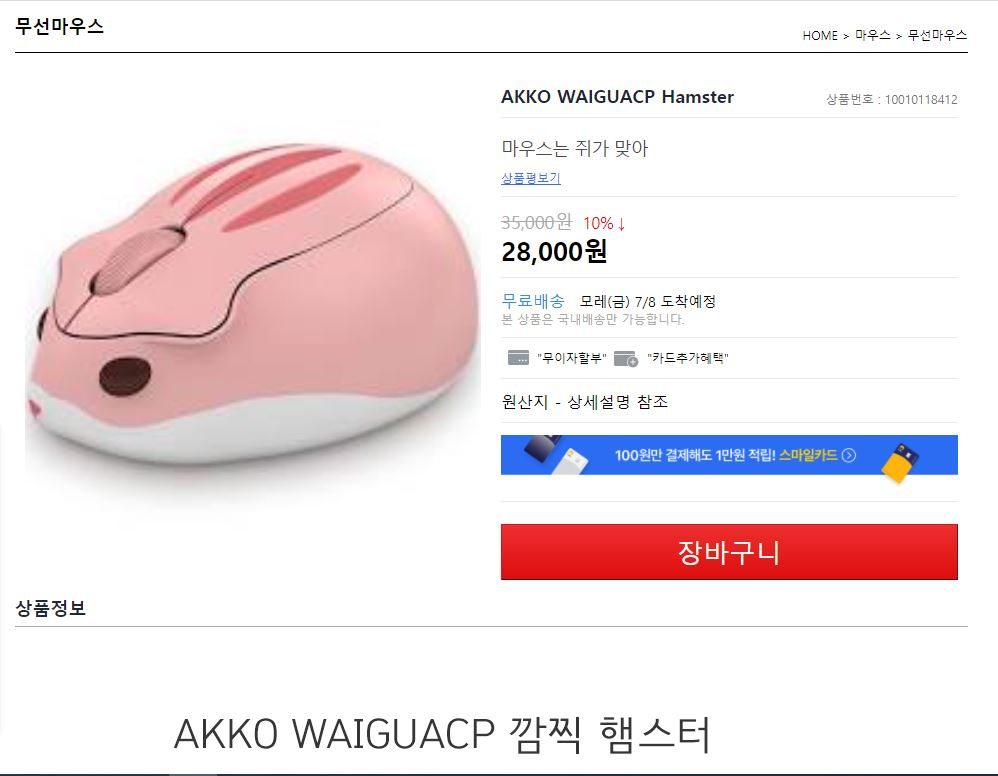 무선마우스
HOME > 마우스 > 무선마우스
AKKO WAIGUACP Hamster
상품번호 : 10010118412
마우스는 쥐가 맞아
상품평보기
35,000원 10%↓
28,000원
무료배송 모레(금) 7/8 도착예정
본 상품은 국내배송만 가능합니다.
"무이자할부" "카드추가혜택"
원산지 - 상세설명 참조
100원만 결제해도 1만원 적립! 스마일카드
장바구니
상품정보
AKKO WAIGUACP 깜찍 햄스터